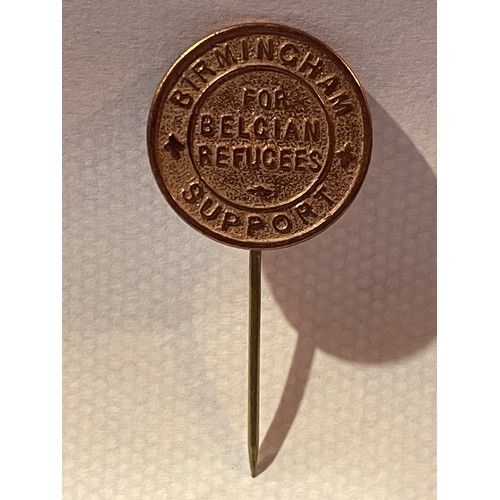 BIRMINGHAM
FOR
BELGIAN
REFUGEES
SUPPORT